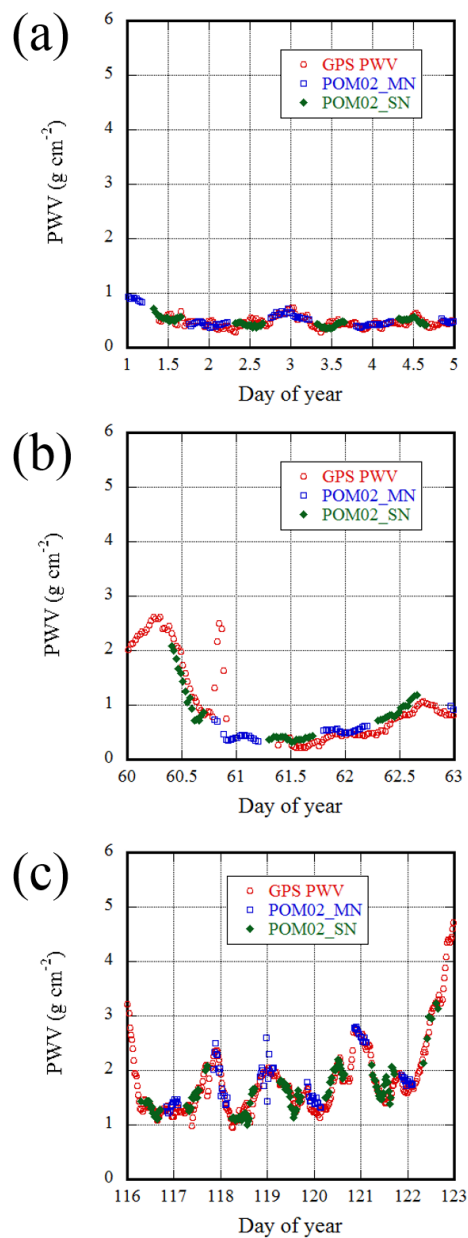 (a)
6
5
4
3
2
1
0
PWV (g cm⁻²)
GPS PWV
POM02_MN
POM02_SN
1 1.5 2 2.5 3 3.5 4 4.5 5
Day of year
(b)
6
5
4
3
2
1
0
PWV (g cm⁻²)
GPS PWV
POM02_MN
POM02_SN
60 60.5 61 61.5 62 62.5 63
Day of year
(c)
6
5
4
3
2
1
0
PWV (g cm⁻²)
GPS PWV
POM02_MN
POM02_SN
116 117 118 119 120 121 122 123
Day of year